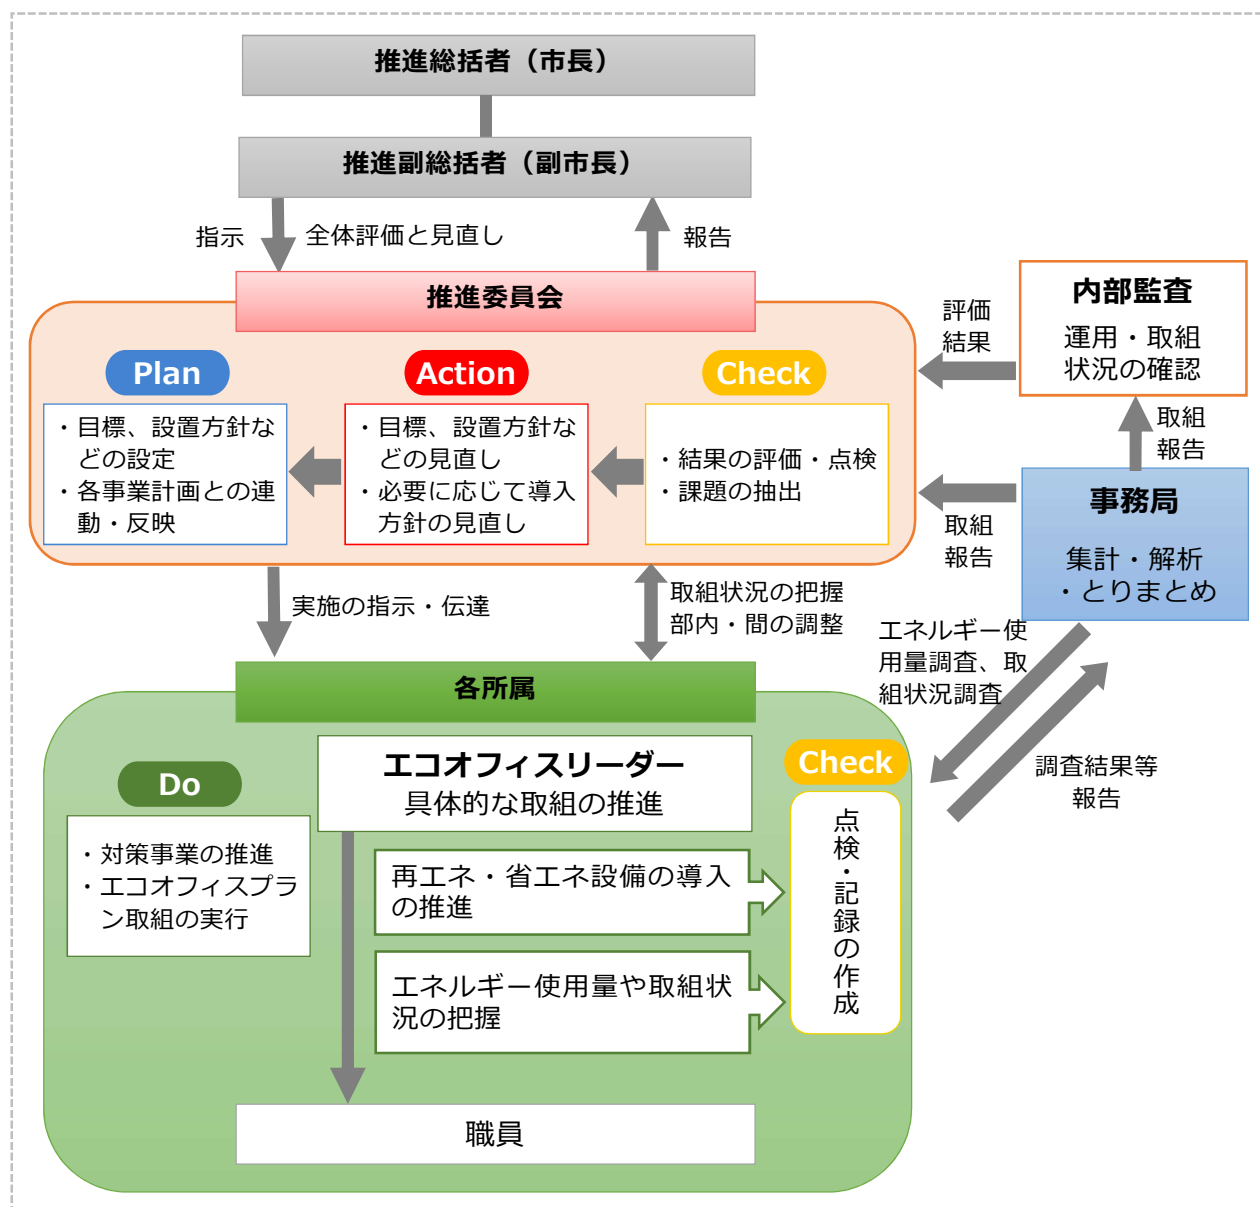 推進総括者（市長）
推進副総括者（副市長）
指示
全体評価と見直し
報告
推進委員会
Plan
・目標、設置方針な
どの設定
・各事業計画との連
動・反映
Action
・目標、設置方針な
どの見直し
・必要に応じて導入
方針の見直し
Check
・結果の評価・点検
・課題の抽出
評価
結果
内部監査
運用・取組
状況の確認
取組
報告
取組
報告
事務局
集計・解析
・とりまとめ
実施の指示・伝達
取組状況の把握
部内・間の調整
エネルギー使
用量調査、取
組状況調査
調査結果等
報告
各所属
Do
・対策事業の推進
・エコオフィスプラ
ン取組の実行
エコオフィスリーダー
具体的な取組の推進
再エネ・省エネ設備の導入
の推進
エネルギー使用量や取組状
況の把握
Check
点検・記録の作成
職員